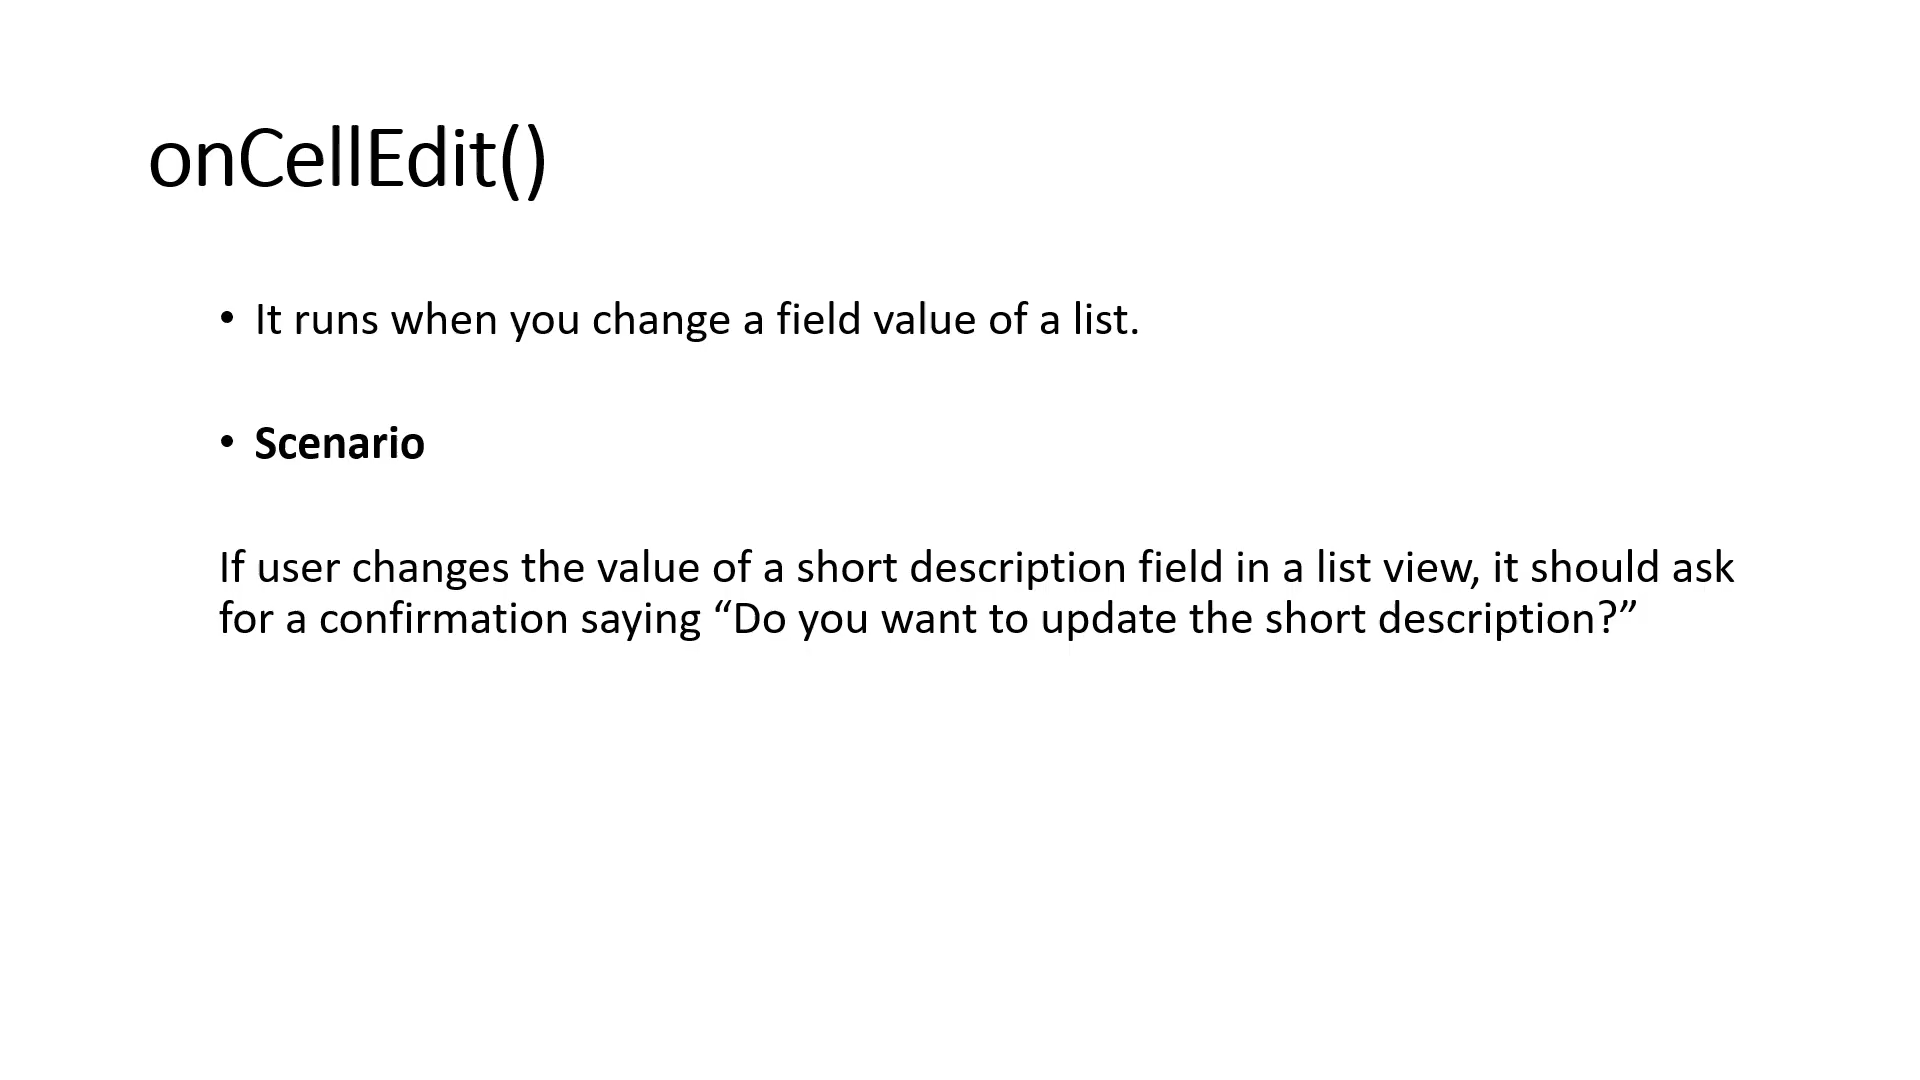 onCellEdit()
• It runs when you change a field value of a list.
• Scenario
If user changes the value of a short description field in a list view, it should ask
for a confirmation saying “Do you want to update the short description?”